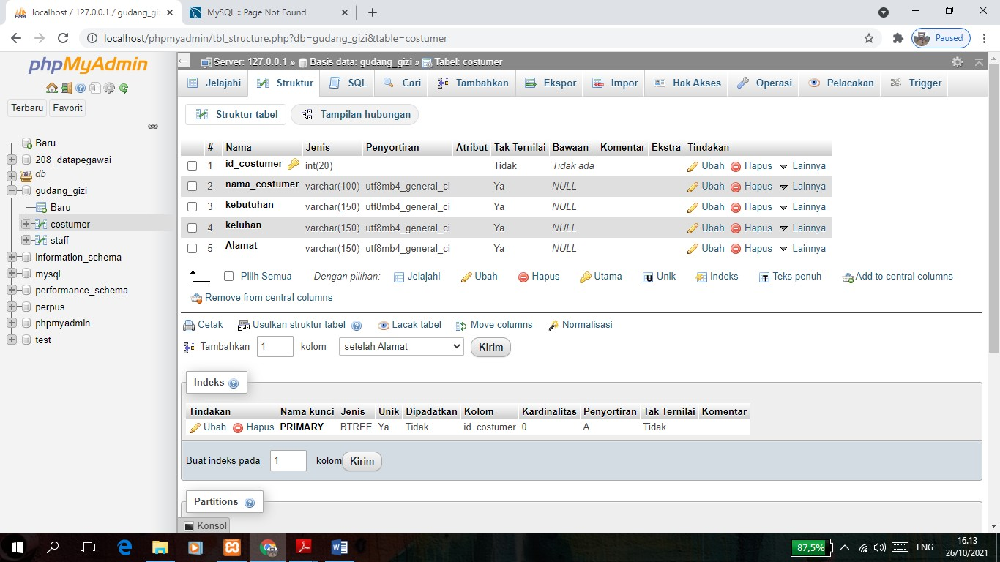 localhost / 127.0.0.1 / gudang_gi
MySQL :: Page Not Found
localhost/phpmyadmin/tbl_structure.php?db=gudang_gizi&table=costumer
Paused
phpMyAdmin
Terbaru Favorit
Baru
208_datapegawai
db
gudang_gizi
Baru
costumer
staff
information_schema
mysql
performance_schema
perpus
phpmyadmin
test
Server: 127.0.0.1 » Basis data: gudang_gizi » Tabel: costumer
Jelajahi Struktur SQL Cari Tambahkan Ekspor Impor Hak Akses Operasi Pelacakan Trigger
Struktur tabel Tampilan hubungan
# Nama Jenis Penyortiran Atribut Tak Ternilai Bawaan Komentar Ekstra Tindakan
1 id_costumer int(20) Tidak Tidak ada Ubah Hapus Lainnya
2 nama_costumer varchar(100) utf8mb4_general_ci Ya NULL Ubah Hapus Lainnya
3 kebutuhan varchar(150) utf8mb4_general_ci Ya NULL Ubah Hapus Lainnya
4 keluhan varchar(150) utf8mb4_general_ci Ya NULL Ubah Hapus Lainnya
5 Alamat varchar(150) utf8mb4_general_ci Ya NULL Ubah Hapus Lainnya
Pilih Semua Dengan pilihan: Jelajahi Ubah Hapus Utama Unik Indeks Teks penuh Add to central columns
Remove from central columns
Cetak Usulkan struktur tabel Lacak tabel Move columns Normalisasi
Tambahkan 1 kolom setelah Alamat Kirim
Indeks
Tindakan Nama kunci Jenis Unik Dipadatkan Kolom Kardinalitas Penyortiran Tak Ternilai Komentar
Ubah Hapus PRIMARY BTREE Ya Tidak id_costumer 0 A Tidak
Buat indeks pada 1 kolom Kirim
Partitions
Konsol
87,5% ENG 16.13
26/10/2021